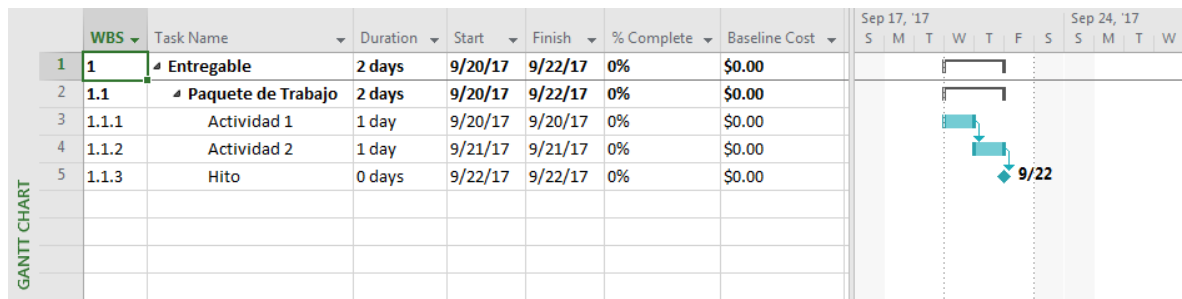 Sep 17, '17 Sep 24, '17
WBS Task Name Duration Start Finish % Complete Baseline Cost S M T W T F S S M T W
1 1 Entregable 2 days 9/20/17 9/22/17 0% $0.00
2 1.1 Paquete de Trabajo 2 days 9/20/17 9/22/17 0% $0.00
3 1.1.1 Actividad 1 1 day 9/20/17 9/20/17 0% $0.00
4 1.1.2 Actividad 2 1 day 9/21/17 9/21/17 0% $0.00
5 1.1.3 Hito 0 days 9/22/17 9/22/17 0% $0.00 9/22
GANTT CHART